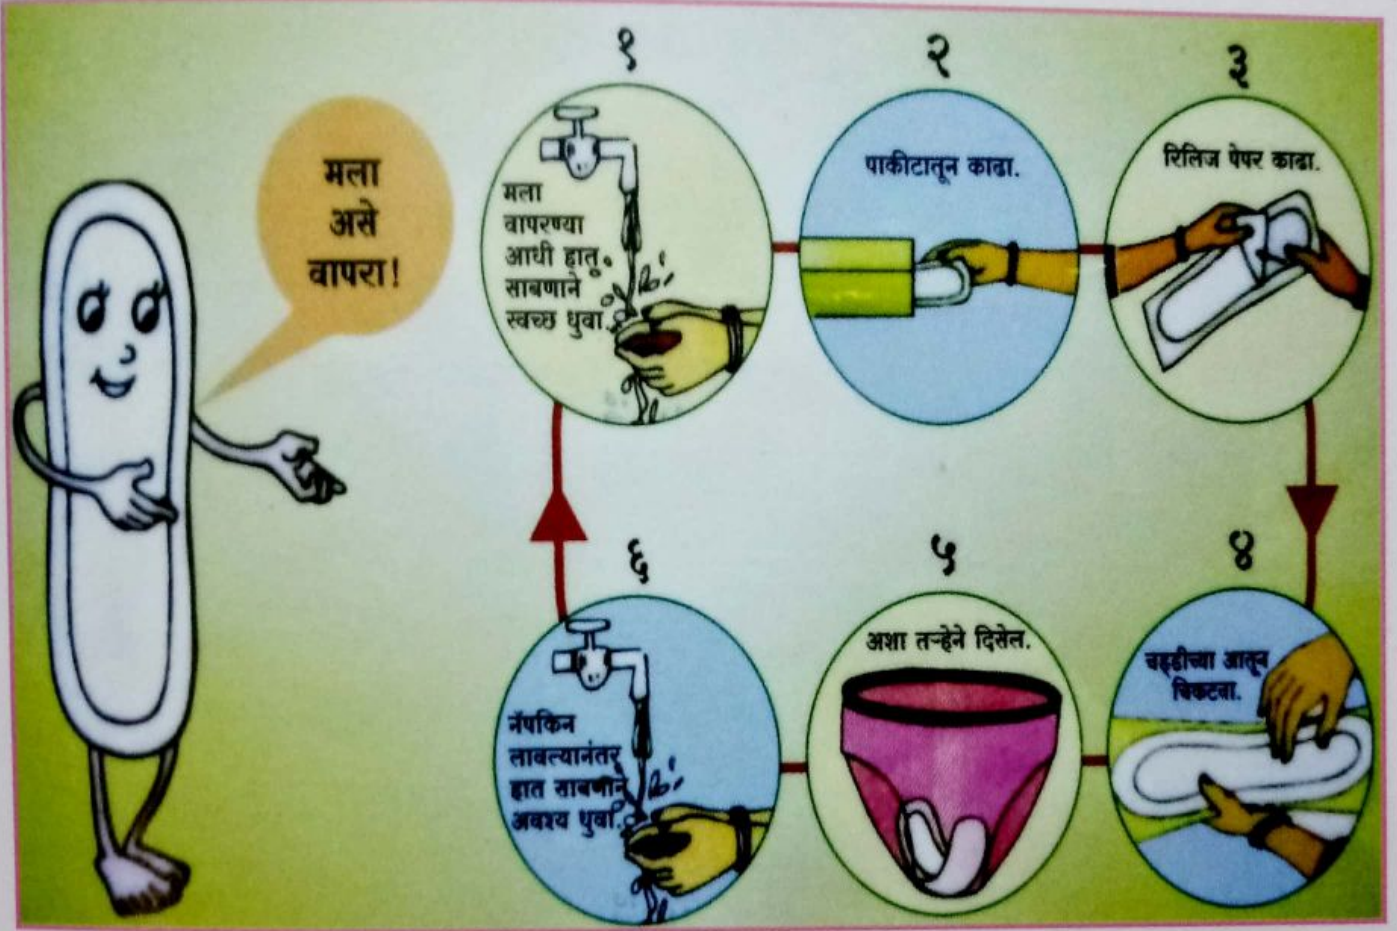 मला
असे
वापरा!
१
मला
वापरण्या
आधी हात
साबणाने
स्वच्छ धुवा.
२
पाकीटातून काढा.
३
रिलिज पेपर काढा.
४
चड्डीच्या आतून
चिकटवा.
५
अशा तऱ्हेने दिसेल.
६
नॅपकिन
लावल्यानंतर
हात साबणाने
अवश्य धुवा.